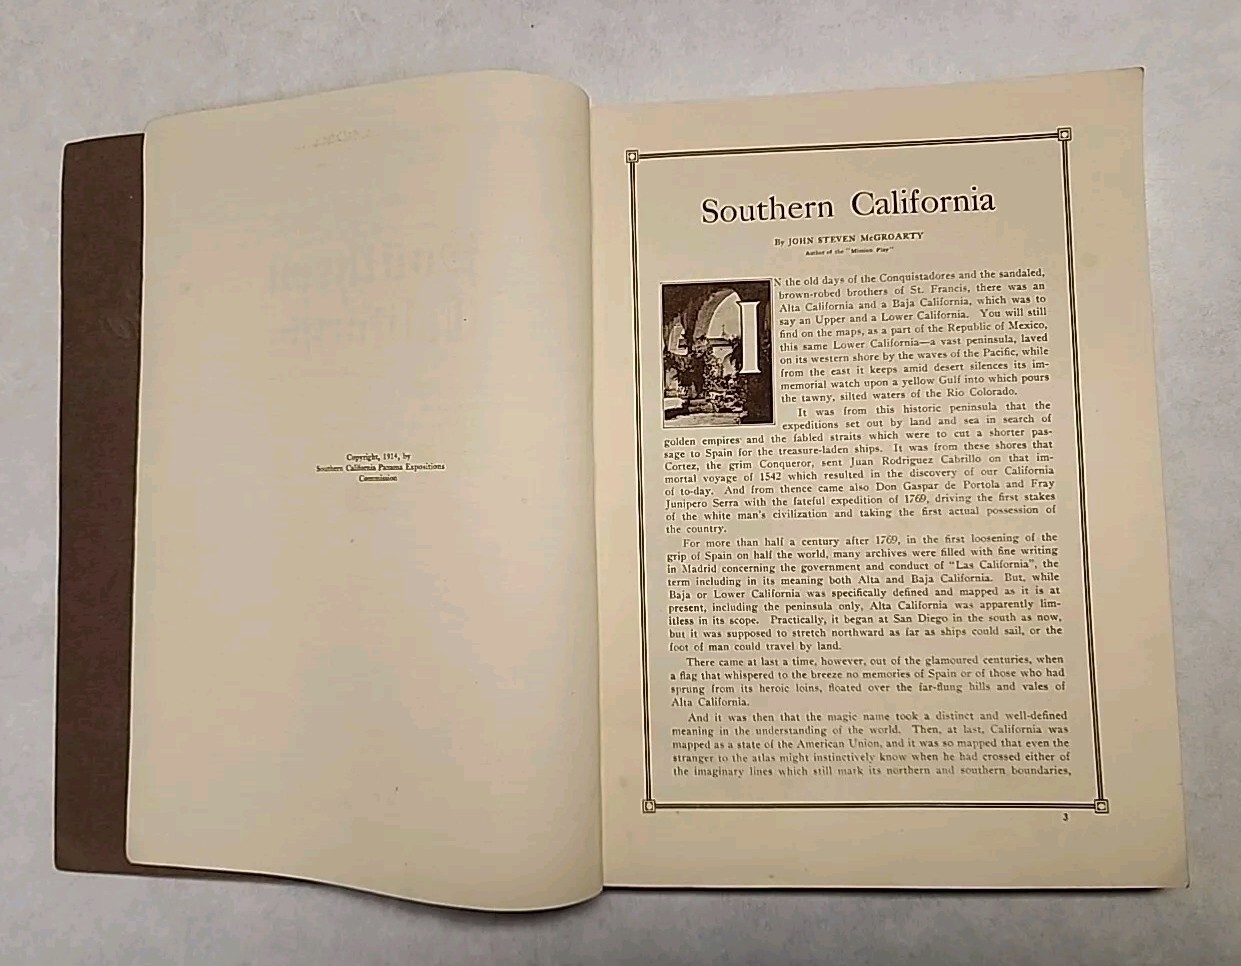 Copyright, 1914, by
Southern California Panama Expositions
Commission
Southern California
By JOHN STEVEN McGROARTY
Author of the "Mission Play"
IN the old days of the Conquistadores and the sandaled,
brown-robed brothers of St. Francis, there was an
Alta California and a Baja California, which was to
say an Upper and a Lower California. You will still
find on the maps, as a part of the Republic of Mexico,
this same Lower California—a vast peninsula, laved
on its western shore by the waves of the Pacific, while
from the east it keeps amid desert silences its im-
memorial watch upon a yellow Gulf into which pours
the tawny, silted waters of the Rio Colorado.
It was from this historic peninsula that the
expeditions set out by land and sea in search of
golden empires and the fabled straits which were to cut a shorter pas-
sage to Spain for the treasure-laden ships. It was from these shores that
Cortez, the grim Conqueror, sent Juan Rodriguez Cabrillo on that im-
mortal voyage of 1542 which resulted in the discovery of our California
of to-day. And from thence came also Don Gaspar de Portola and Fray
Junipero Serra with the fateful expedition of 1769, driving the first stakes
of the white man's civilization and taking the first actual possession of
the country.
For more than half a century after 1769, in the first loosening of the
grip of Spain on half the world, many archives were filled with fine writing
in Madrid concerning the government and conduct of "Las California", the
term including in its meaning both Alta and Baja California. But, while
Baja or Lower California was specifically defined and mapped as it is at
present, including the peninsula only, Alta California was apparently lim-
itless in its scope. Practically, it began at San Diego in the south as now,
but it was supposed to stretch northward as far as ships could sail, or the
foot of man could travel by land.
There came at last a time, however, out of the glamoured centuries, when
a flag that whispered to the breeze no memories of Spain or of those who had
sprung from its heroic loins, floated over the far-flung hills and vales of
Alta California.
And it was then that the magic name took a distinct and well-defined
meaning in the understanding of the world. Then, at last, California was
mapped as a state of the American Union, and it was so mapped that even the
stranger to the atlas might instinctively know when he had crossed either of
the imaginary lines which still mark its northern and southern boundaries,
3